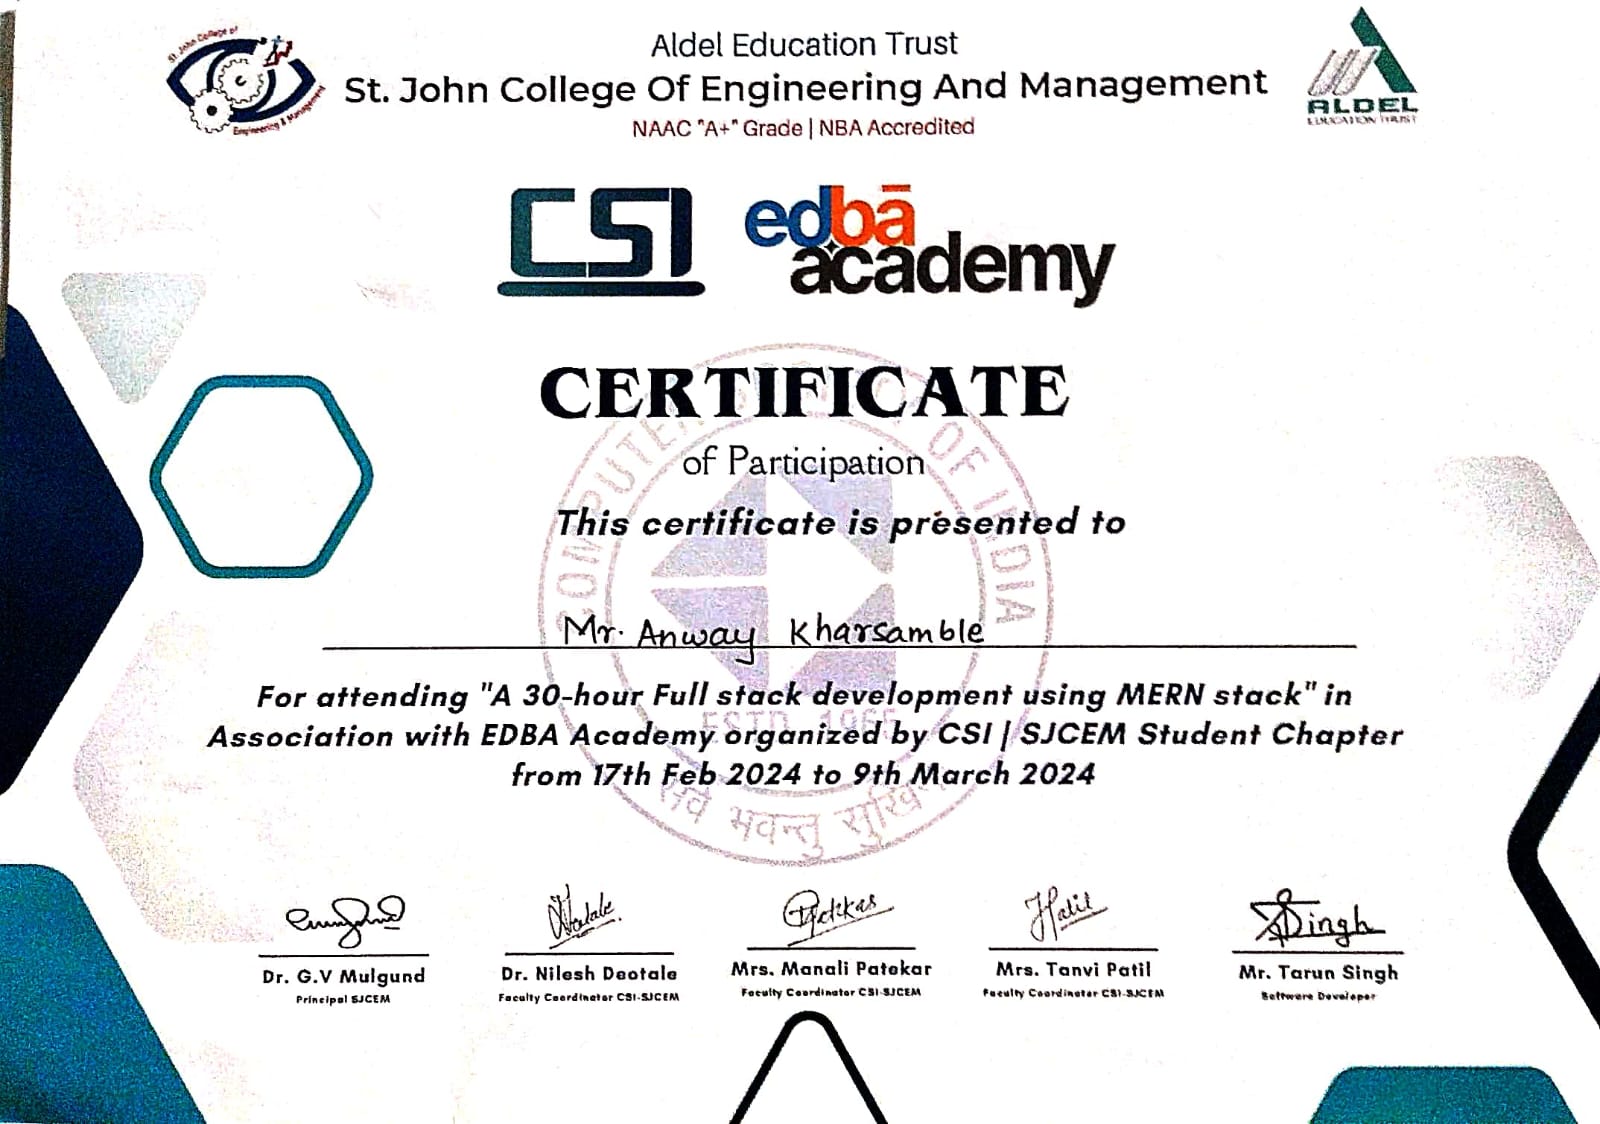 St. John College of
Engineering & Management
Aldel Education Trust
St. John College Of Engineering And Management
NAAC "A+" Grade | NBA Accredited
ALDEL
EDUCATION TRUST
CSI
edbā
academy
CERTIFICATE
of Participation
This certificate is presented to
Mr. Anway Kharsamble
For attending "A 30-hour Full stack development using MERN stack" in
Association with EDBA Academy organized by CSI | SJCEM Student Chapter
from 17th Feb 2024 to 9th March 2024
COMPUTER SOCIETY OF INDIA
ESTD. 1965
सर्वे भवन्तु सुखिनः
Dr. G.V Mulgund
Principal SJCEM
Dr. Nilesh Deotale
Faculty Coordinator CSI-SJCEM
Patekar
Mrs. Manali Patekar
Faculty Coordinator CSI-SJCEM
Patil
Mrs. Tanvi Patil
Faculty Coordinator CSI-SJCEM
Singh
Mr. Tarun Singh
Software Developer